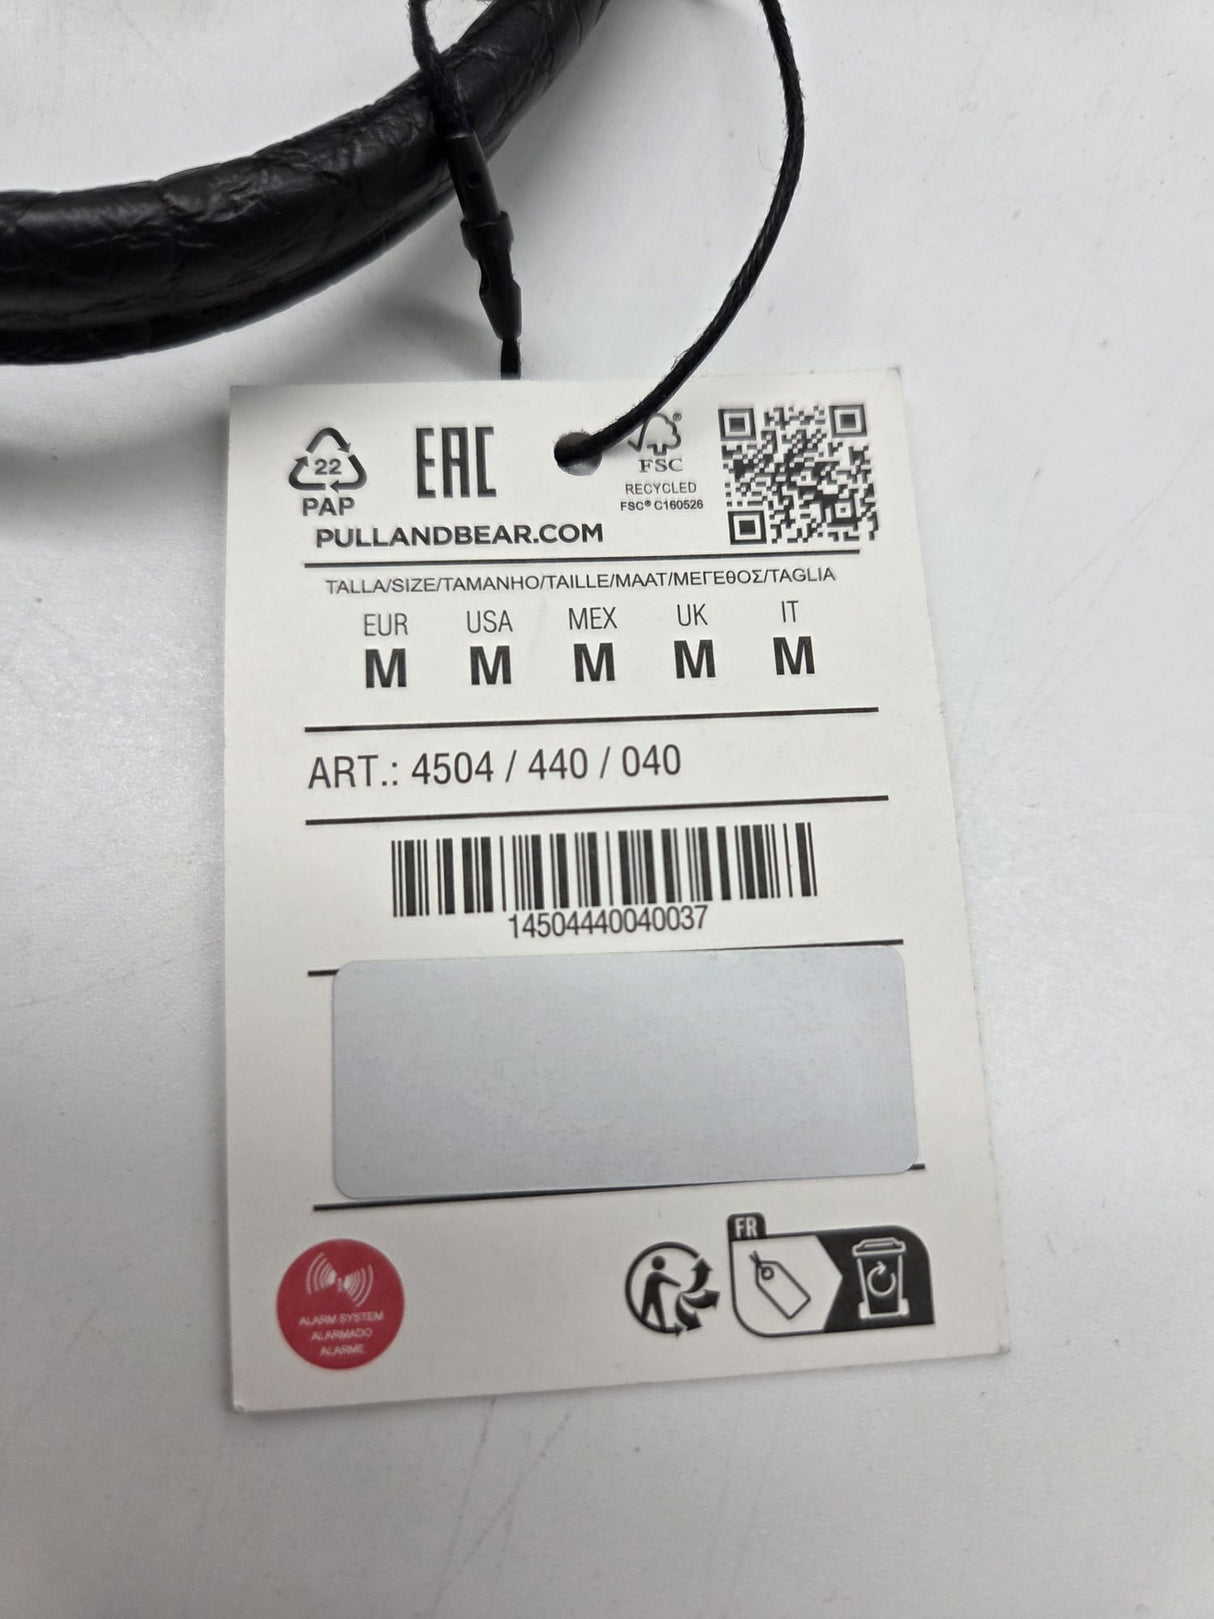 22
PAP
EAC
FSC®
RECYCLED
FSC® C160526
PULLANDBEAR.COM
TALLA/SIZE/TAMANHO/TAILLE/MAAT/ΜΕΓΕΘΟΣ/TAGLIA
EUR USA MEX UK IT
M M M M M
ART.: 4504 / 440 / 040
14504440040037
FR
ALARM SYSTEM
ALARMADO
ALARME